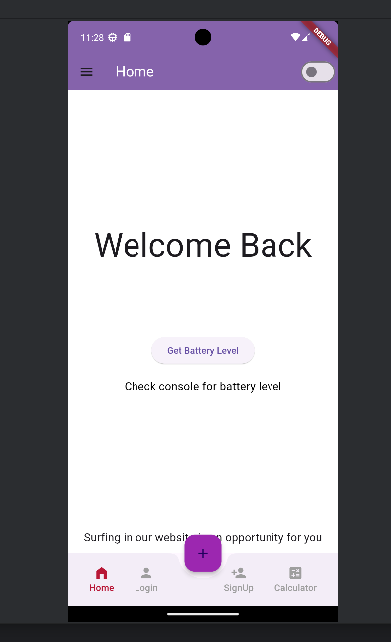 11:28
DEBUG
Home
Welcome Back
Get Battery Level
Check console for battery level
Surfing in our website opportunity for you
+
Home Login SignUp Calculator